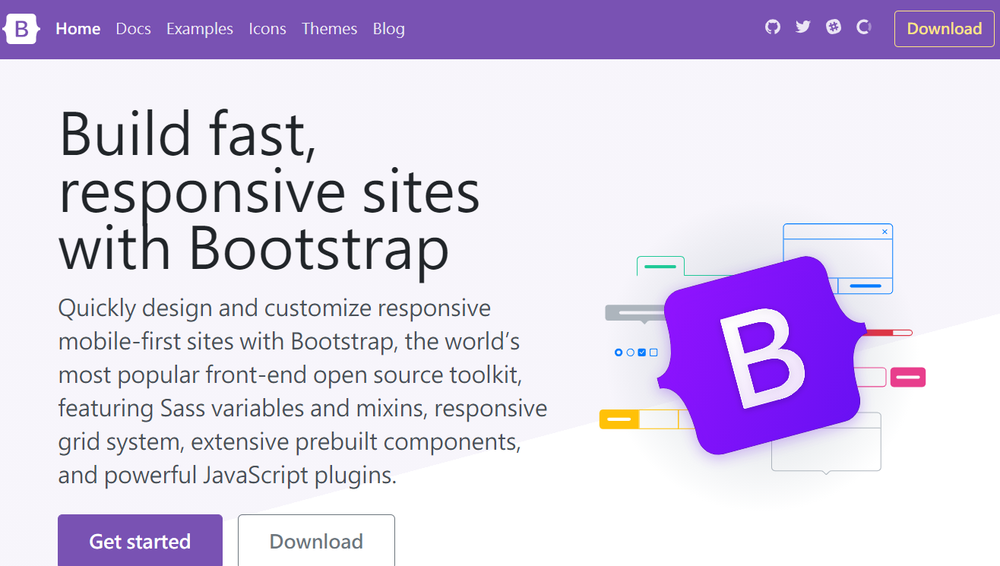 B Home Docs Examples Icons Themes Blog Download
Build fast,
responsive sites
with Bootstrap
Quickly design and customize responsive
mobile-first sites with Bootstrap, the world’s
most popular front-end open source toolkit,
featuring Sass variables and mixins, responsive
grid system, extensive prebuilt components,
and powerful JavaScript plugins.
B
Get started Download